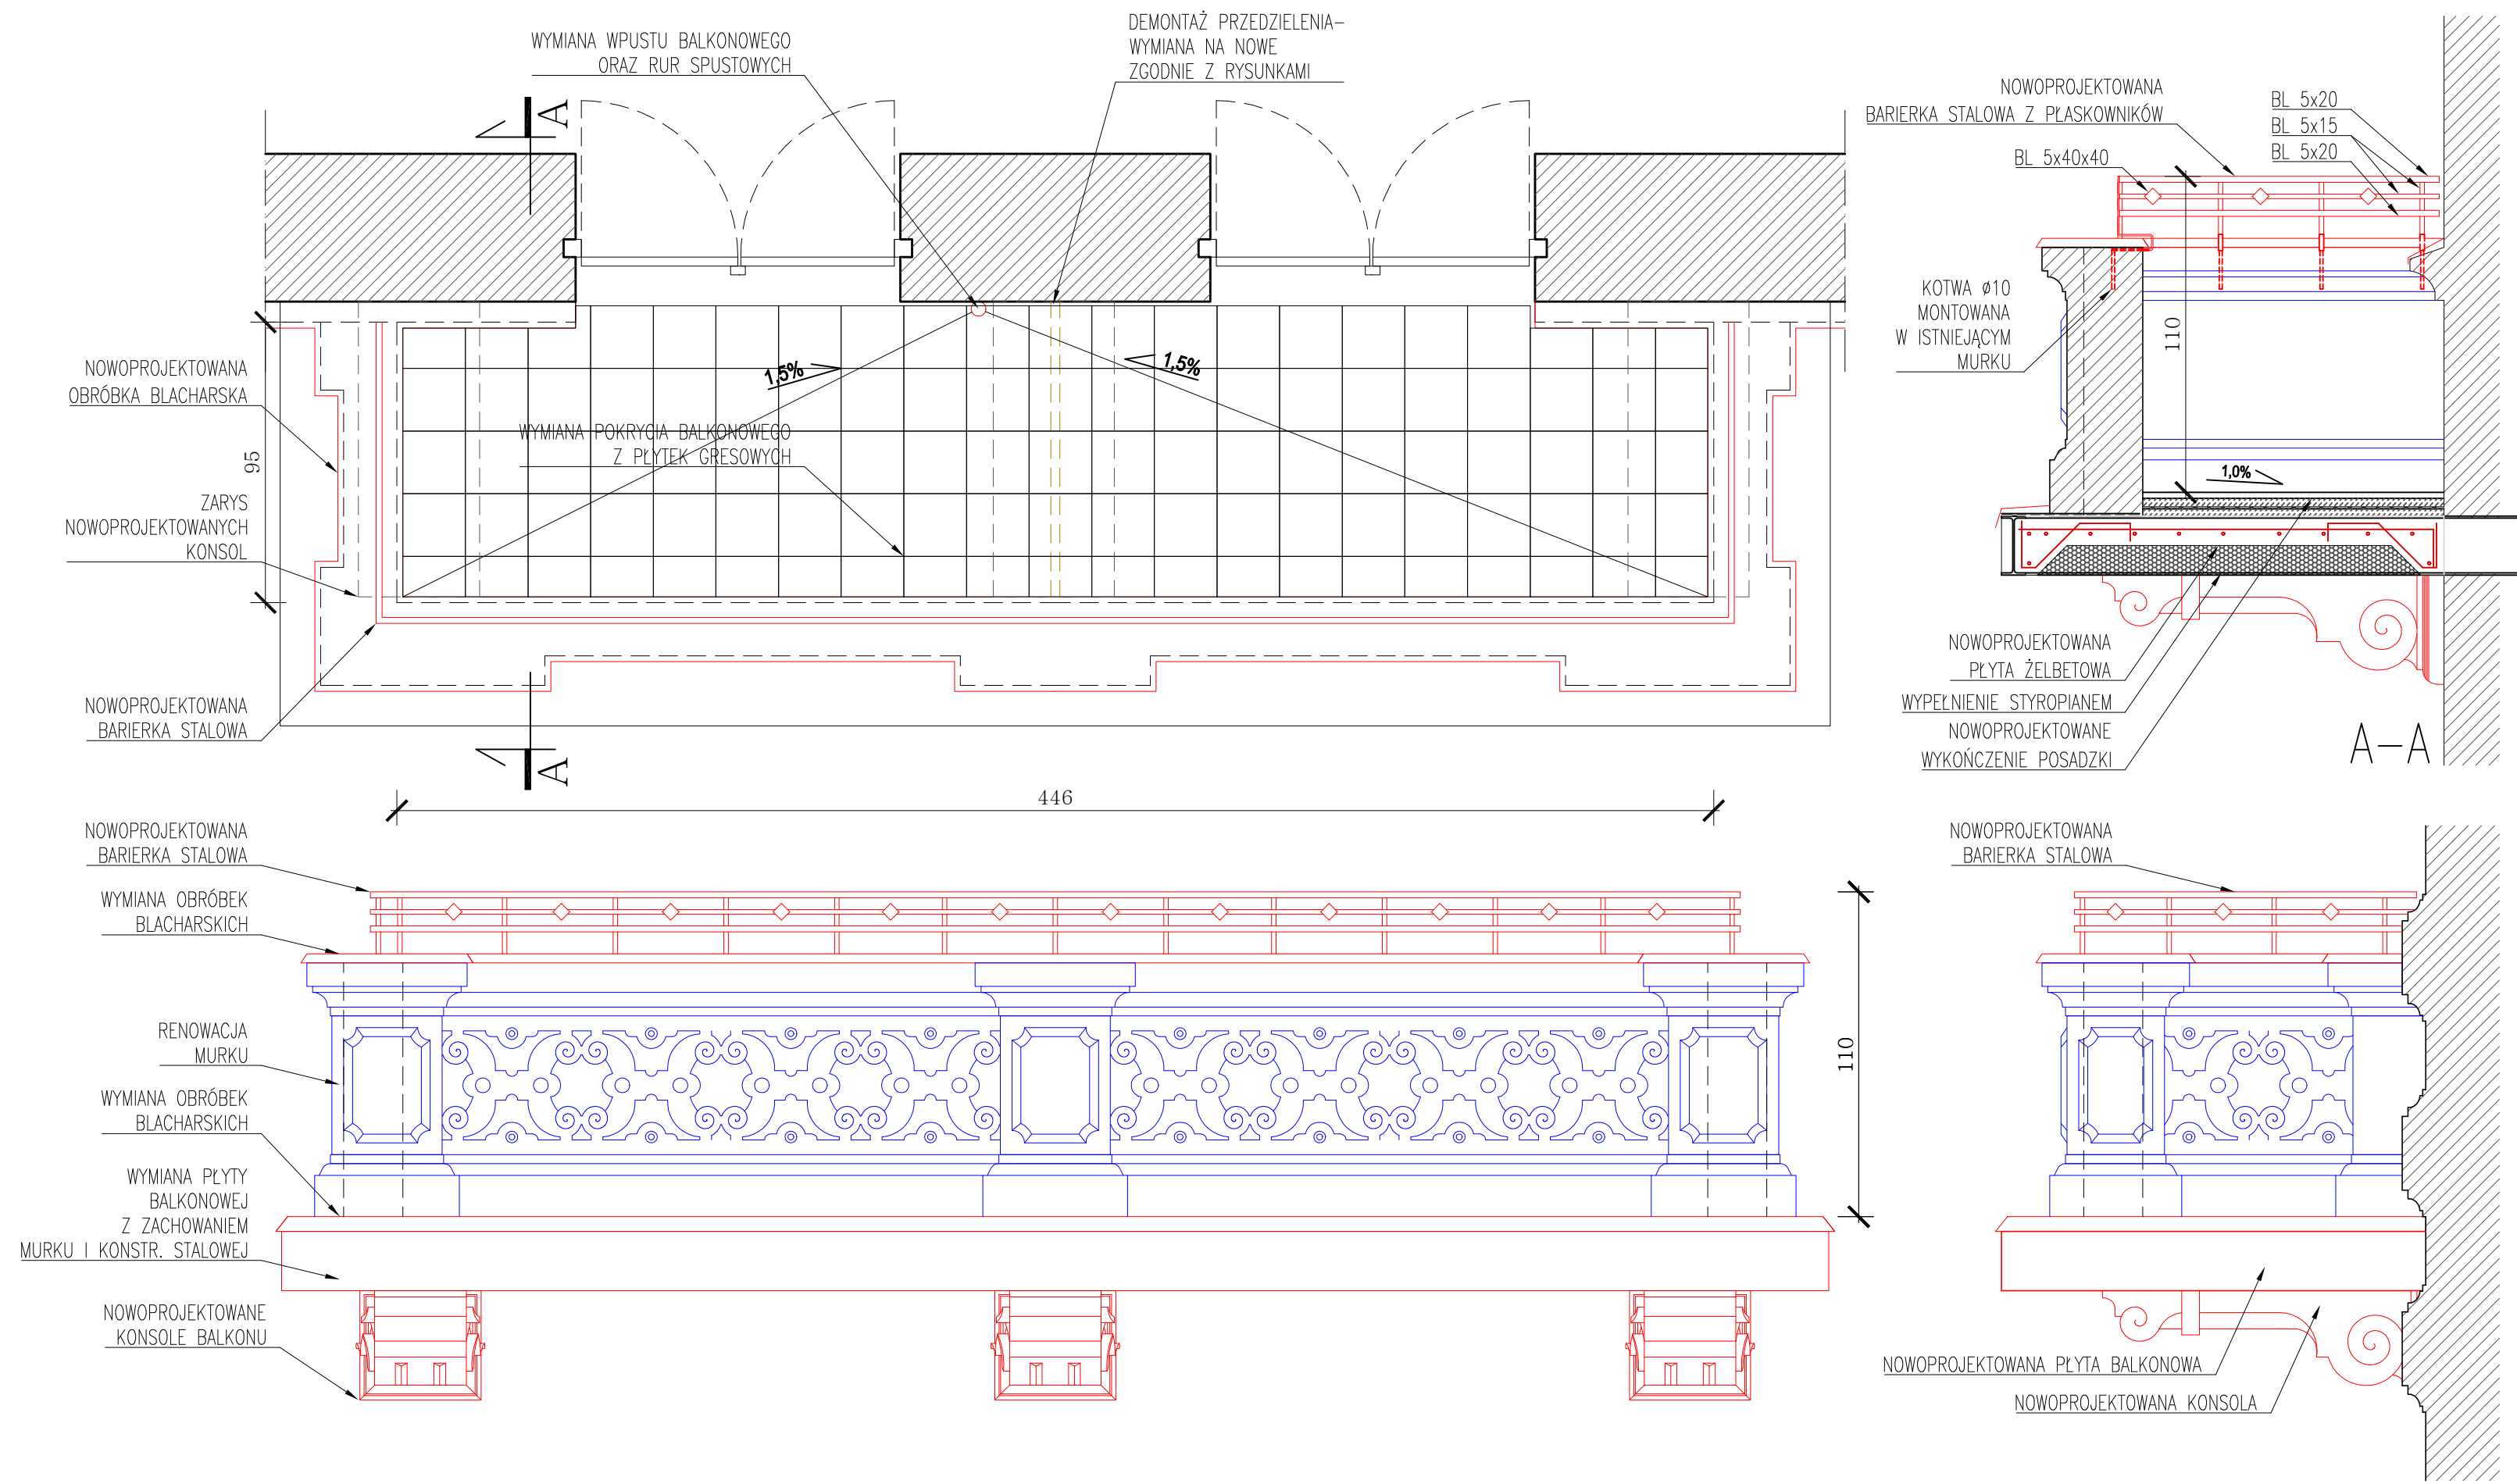 WYMIANA WPUSTU BALKONOWEGO
ORAZ RUR SPUSTOWYCH
DEMONTAŻ PRZEDZIELENIA–
WYMIANA NA NOWE
ZGODNIE Z RYSUNKAMI
A
1,5%
1,5%
NOWOPROJEKTOWANA
OBRÓBKA BLACHARSKA
95
WYMIANA POKRYCIA BALKONOWEGO
Z PŁYTEK GRESOWYCH
ZARYS
NOWOPROJEKTOWANYCH
KONSOL
NOWOPROJEKTOWANA
BARIERKA STALOWA
A
NOWOPROJEKTOWANA
BARIERKA STALOWA Z PŁASKOWNIKÓW
BL 5x20
BL 5x15
BL 5x20
BL 5x40x40
KOTWA ø10
MONTOWANA
W ISTNIEJĄCYM
MURKU
110
1,0%
NOWOPROJEKTOWANA
PŁYTA ŻELBETOWA
WYPEŁNIENIE STYROPIANEM
NOWOPROJEKTOWANE
WYKOŃCZENIE POSADZKI
A–A
446
NOWOPROJEKTOWANA
BARIERKA STALOWA
WYMIANA OBRÓBEK
BLACHARSKICH
RENOWACJA
MURKU
WYMIANA OBRÓBEK
BLACHARSKICH
WYMIANA PŁYTY
BALKONOWEJ
Z ZACHOWANIEM
MURKU I KONSTR. STALOWEJ
NOWOPROJEKTOWANE
KONSOLE BALKONU
110
NOWOPROJEKTOWANA
BARIERKA STALOWA
NOWOPROJEKTOWANA PŁYTA BALKONOWA
NOWOPROJEKTOWANA KONSOLA